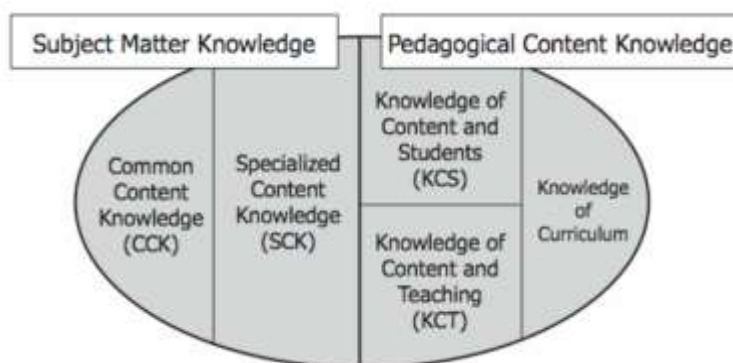 Subject Matter Knowledge
Pedagogical Content Knowledge
Common
Content
Knowledge
(CCK)
Specialized
Content
Knowledge
(SCK)
Knowledge of
Content and
Students
(KCS)
Knowledge of
Content and
Teaching
(KCT)
Knowledge
of
Curriculum